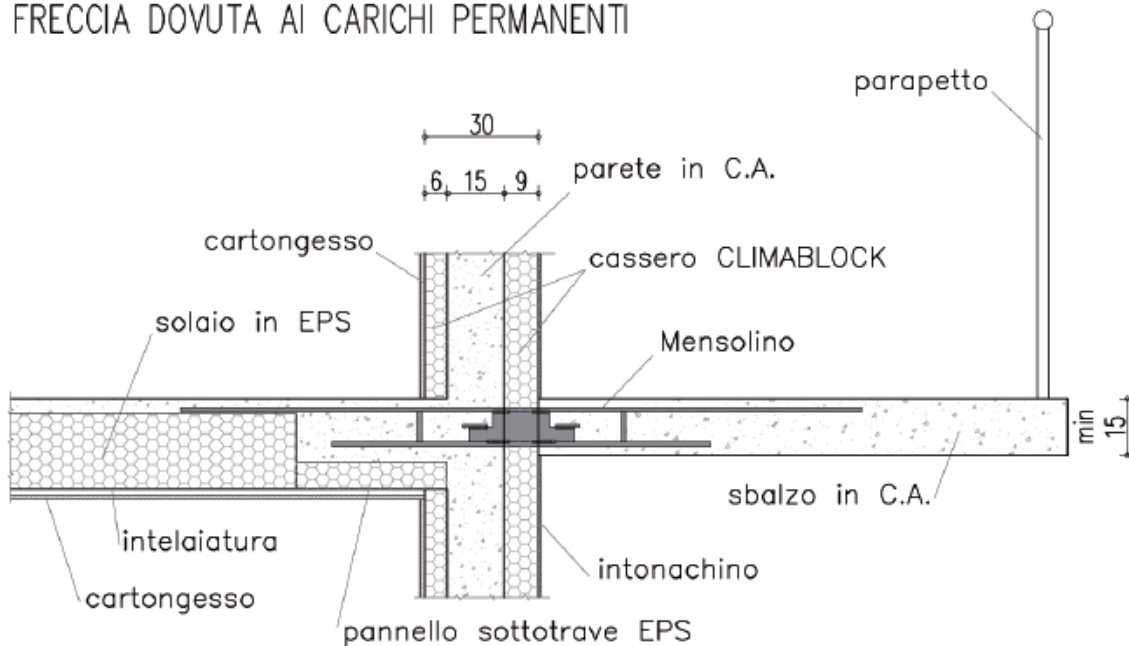 FRECCIA DOVUTA AI CARICHI PERMANENTI
parapetto
30
6 15 9
parete in C.A.
cartongesso
cassero CLIMABLOCK
solaio in EPS
Mensolino
min 15
sbalzo in C.A.
intelaiatura
intonachino
cartongesso
pannello sottotrave EPS